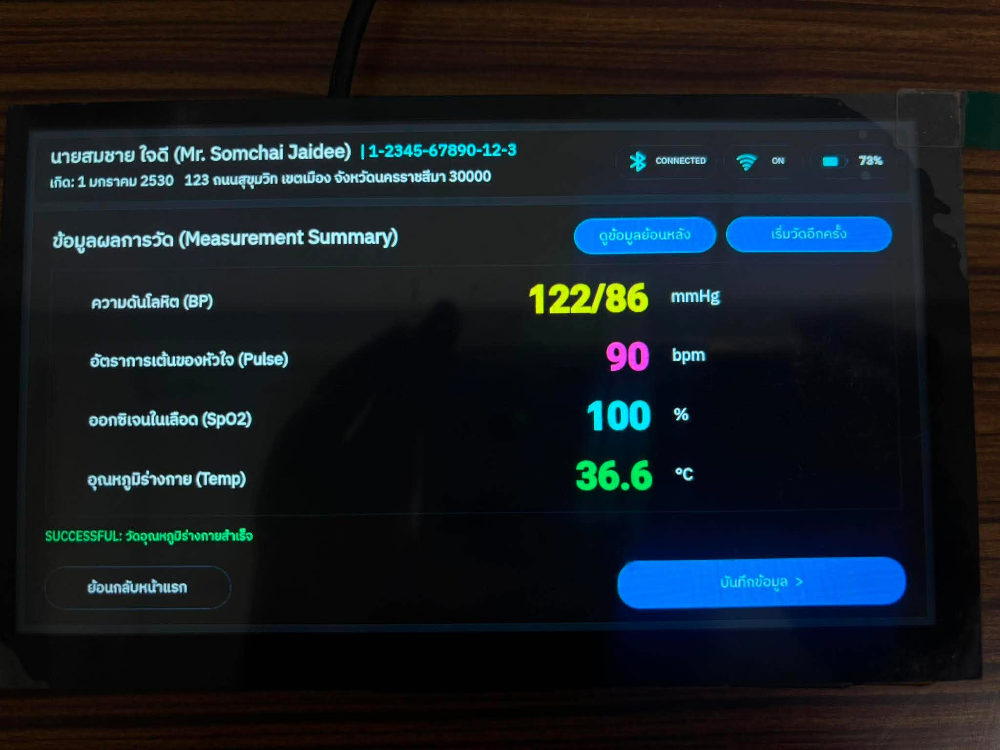 นายสมชาย ใจดี (Mr. Somchai Jaidee) | 1-2345-67890-12-3
เกิด: 1 มกราคม 2530 123 ถนนสุขุมวิท เขตเมือง จังหวัดนครราชสีมา 30000
CONNECTED ON 73%
ข้อมูลผลการวัด (Measurement Summary)
ดูข้อมูลย้อนหลัง เริ่มวัดอีกครั้ง
ความดันโลหิต (BP) 122/86 mmHg
อัตราการเต้นของหัวใจ (Pulse) 90 bpm
ออกซิเจนในเลือด (SpO2) 100 %
อุณหภูมิร่างกาย (Temp) 36.6 °C
SUCCESSFUL: วัดอุณหภูมิร่างกายสำเร็จ
ย้อนกลับหน้าแรก บันทึกข้อมูล >